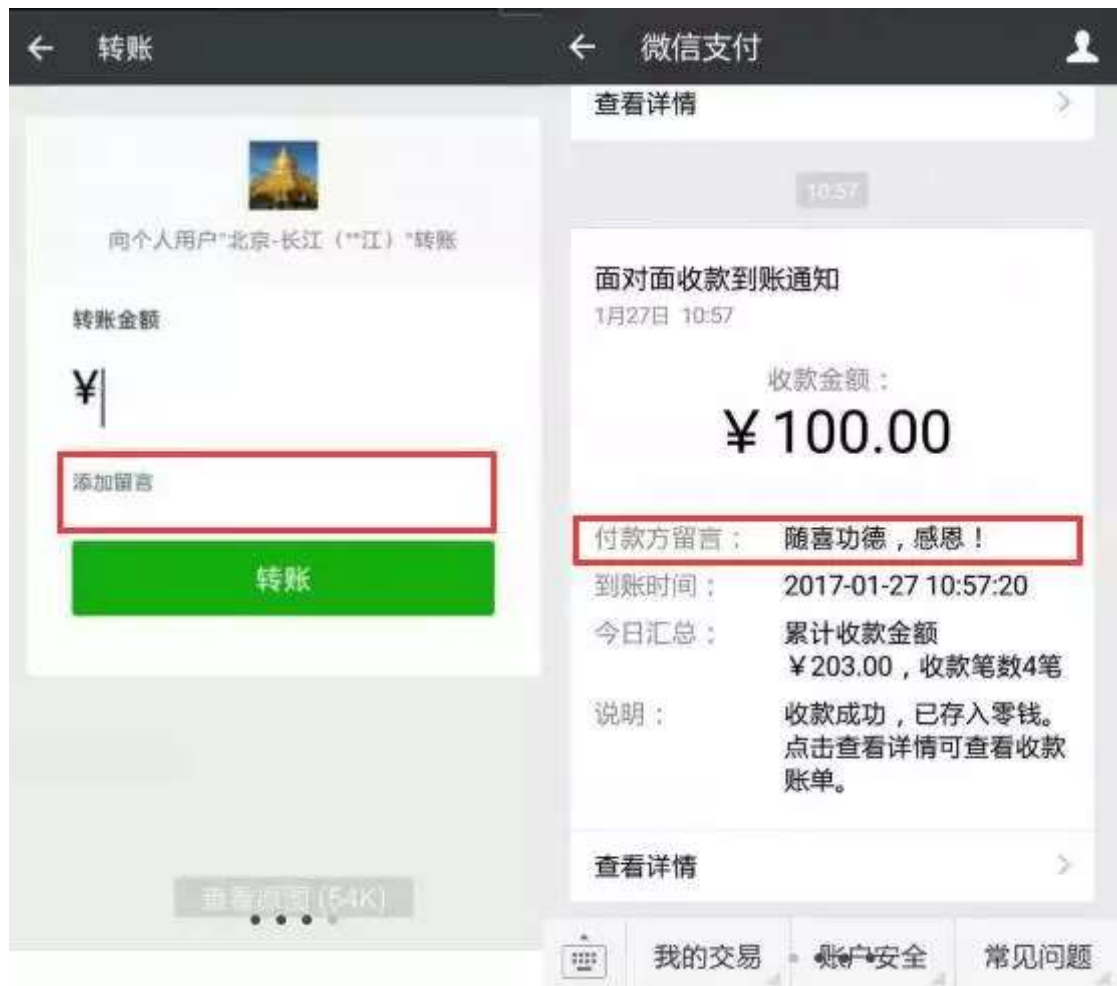 转账
向个人用户"北京-长江（**江）"转账
转账金额
¥
添加留言
转账
查看原图(54K)
微信支付
查看详情
10:57
面对面收款到账通知
1月27日 10:57
收款金额：
¥100.00
付款方留言： 随喜功德，感恩！
到账时间： 2017-01-27 10:57:20
今日汇总： 累计收款金额
¥203.00，收款笔数4笔
说明： 收款成功，已存入零钱。
点击查看详情可查看收款
账单。
查看详情
我的交易 账户安全 常见问题